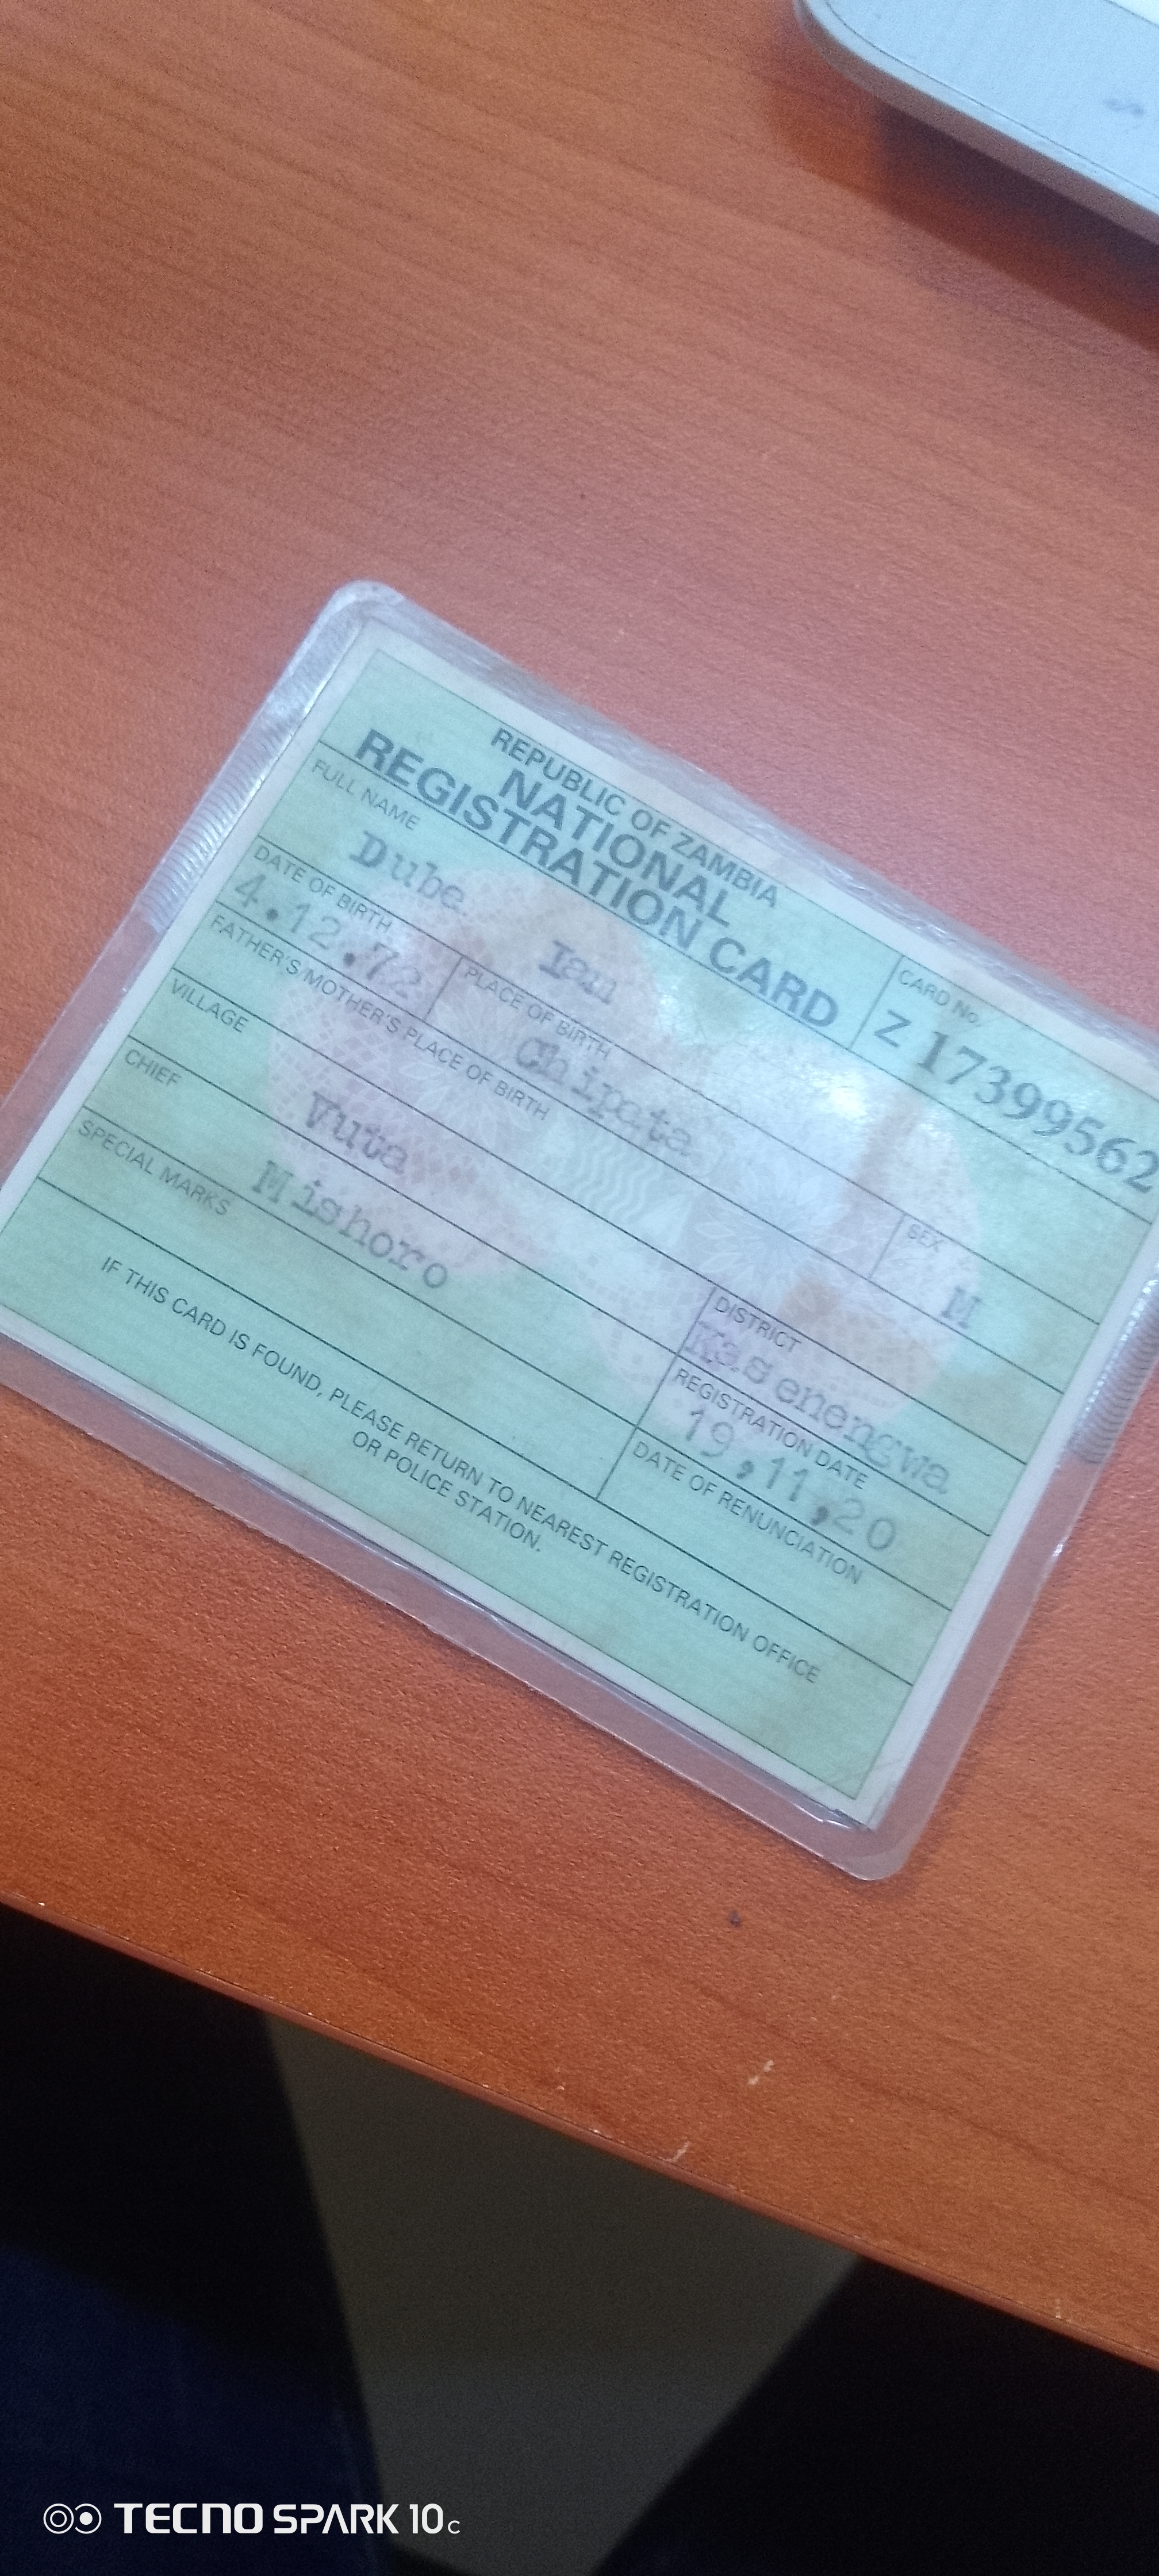 REPUBLIC OF ZAMBIA
NATIONAL
REGISTRATION CARD
CARD No.
Z 17399562
FULL NAME
Dube Ian
DATE OF BIRTH
4.12.72
PLACE OF BIRTH
Chipata
SEX
M
FATHER'S/MOTHER'S PLACE OF BIRTH
VILLAGE
Vuta
DISTRICT
Kasenengwa
CHIEF
Mishoro
REGISTRATION DATE
19,11,20
SPECIAL MARKS
DATE OF RENUNCIATION
IF THIS CARD IS FOUND, PLEASE RETURN TO NEAREST REGISTRATION OFFICE
OR POLICE STATION.
TECNO SPARK 10C